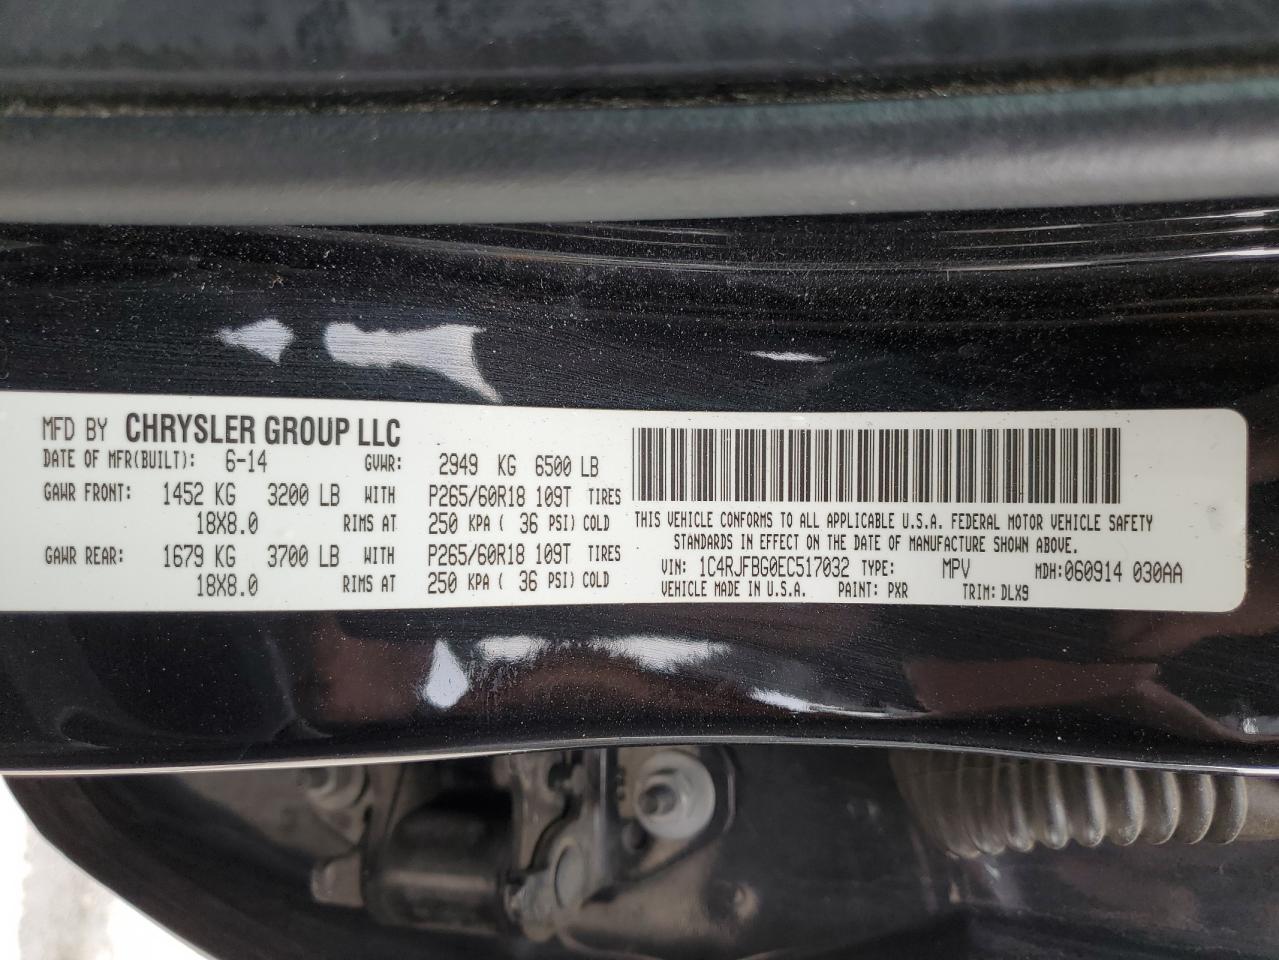 MFD BY CHRYSLER GROUP LLC
DATE OF MFR(BUILT): 6-14 GVWR: 2949 KG 6500 LB
GAWR FRONT: 1452 KG 3200 LB WITH P265/60R18 109T TIRES
18X8.0 RIMS AT 250 KPA ( 36 PSI) COLD
GAWR REAR: 1679 KG 3700 LB WITH P265/60R18 109T TIRES
18X8.0 RIMS AT 250 KPA ( 36 PSI) COLD
THIS VEHICLE CONFORMS TO ALL APPLICABLE U.S.A. FEDERAL MOTOR VEHICLE SAFETY
STANDARDS IN EFFECT ON THE DATE OF MANUFACTURE SHOWN ABOVE.
VIN: 1C4RJFBG0EC517032 TYPE: MPV MDH:060914 030AA
VEHICLE MADE IN U.S.A. PAINT: PXR TRIM: DLX9